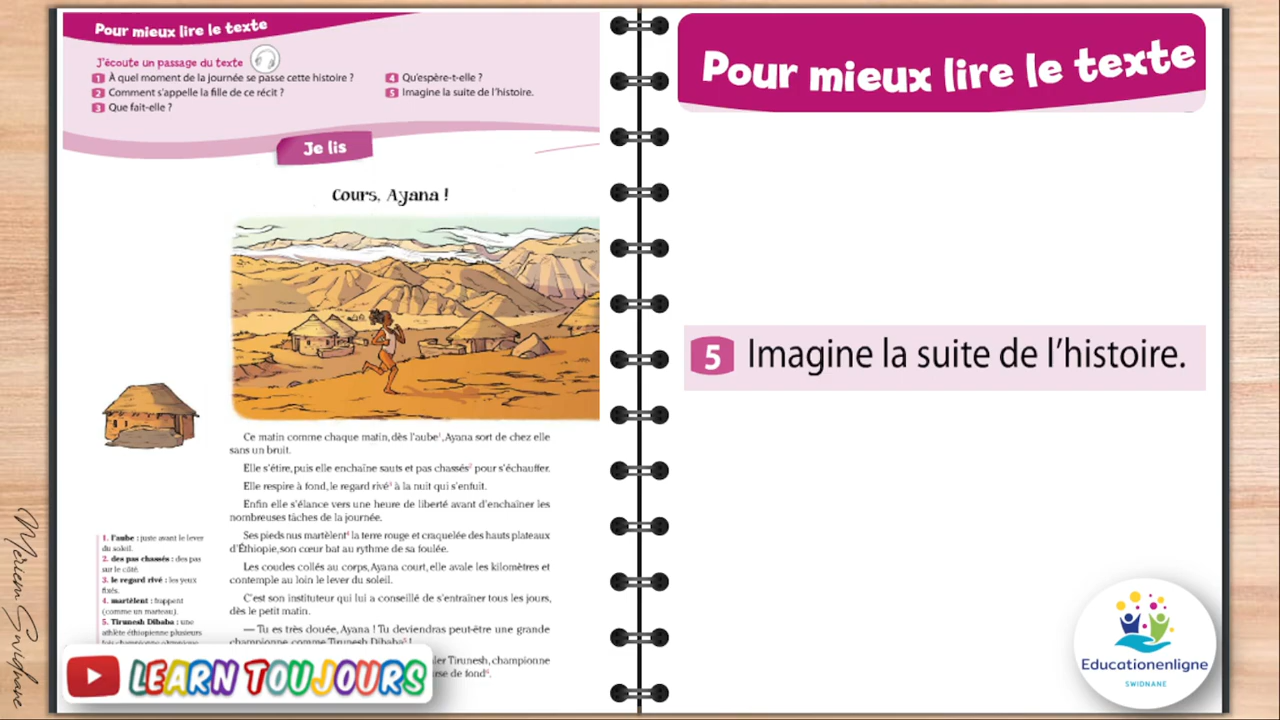 Pour mieux lire le texte
J'écoute un passage du texte
1 À quel moment de la journée se passe cette histoire ?
2 Comment s'appelle la fille de ce récit ?
3 Que fait-elle ?
4 Qu'espère-t-elle ?
5 Imagine la suite de l'histoire.
Je lis
Cours, Ayana !
Ce matin comme chaque matin, dès l'aube1, Ayana sort de chez elle
sans un bruit.
Elle s'étire, puis elle enchaîne sauts et pas chassés2 pour s'échauffer.
Elle respire à fond, le regard rivé3 à la nuit qui s'enfuit.
Enfin elle s'élance vers une heure de liberté avant d'enchaîner les
nombreuses tâches de la journée.
Ses pieds nus martèlent4 la terre rouge et craquelée des hauts plateaux
d'Éthiopie, son cœur bat au rythme de sa foulée.
Les coudes collés au corps, Ayana court, elle avale les kilomètres et
contemple au loin le lever du soleil.
C'est son instituteur qui lui a conseillé de s'entraîner tous les jours,
dès le petit matin.
— Tu es très douée, Ayana ! Tu deviendras peut-être une grande
championne comme Tirunesh Dibaba5 !
ler Tirunesh, championne
rse de fond6.
1. l'aube : juste avant le lever
du soleil.
2. des pas chassés : des pas
sur le côté.
3. le regard rivé : les yeux
fixés.
4. martèlent : frappent
(comme un marteau).
5. Tirunesh Dibaba : une
athlète éthiopienne plusieurs
fois championne olympique
LEARN TOUJOURS
Meriem Swidnane
Pour mieux lire le texte
5 Imagine la suite de l'histoire.
Educationenligne
SWIDNANE